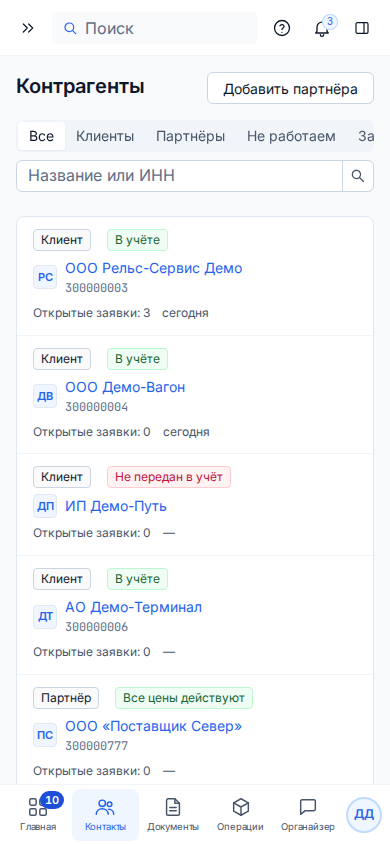 Поиск
3
Контрагенты
Добавить партнёра
Все Клиенты Партнёры Не работаем За
Название или ИНН
Клиент В учёте
РС ООО Рельс-Сервис Демо
300000003
Открытые заявки: 3 сегодня
Клиент В учёте
ДВ ООО Демо-Вагон
300000004
Открытые заявки: 0 сегодня
Клиент Не передан в учёт
ДП ИП Демо-Путь
Открытые заявки: 0 —
Клиент В учёте
ДТ АО Демо-Терминал
300000006
Открытые заявки: 0 —
Партнёр Все цены действуют
ПС ООО «Поставщик Север»
300000777
Открытые заявки: 0 —
10
Главная Контакты Документы Операции Органайзер ДД